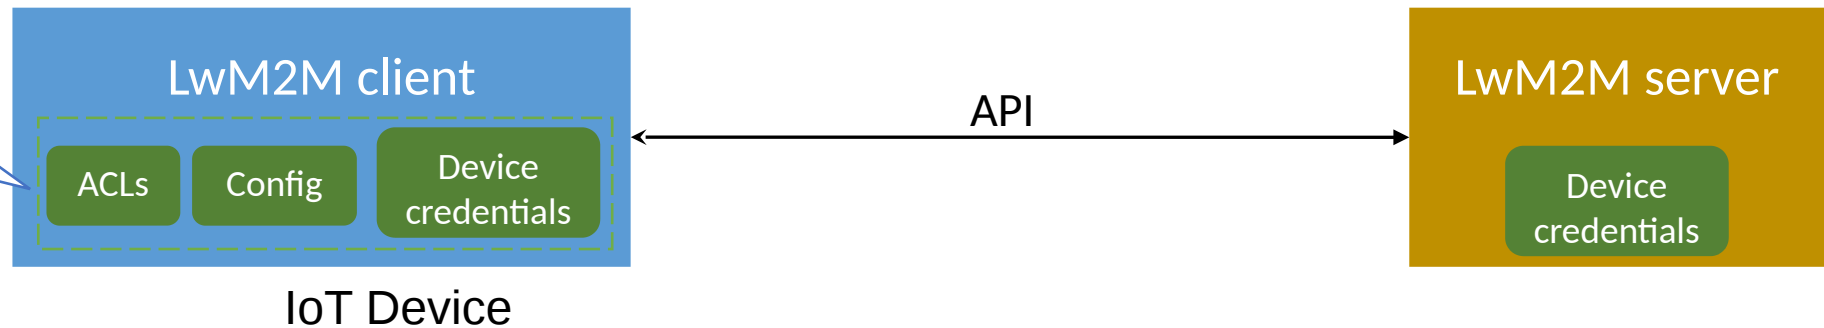 LwM2M client
ACLs
Config
Device
credentials
IoT Device
API
LwM2M server
Device
credentials